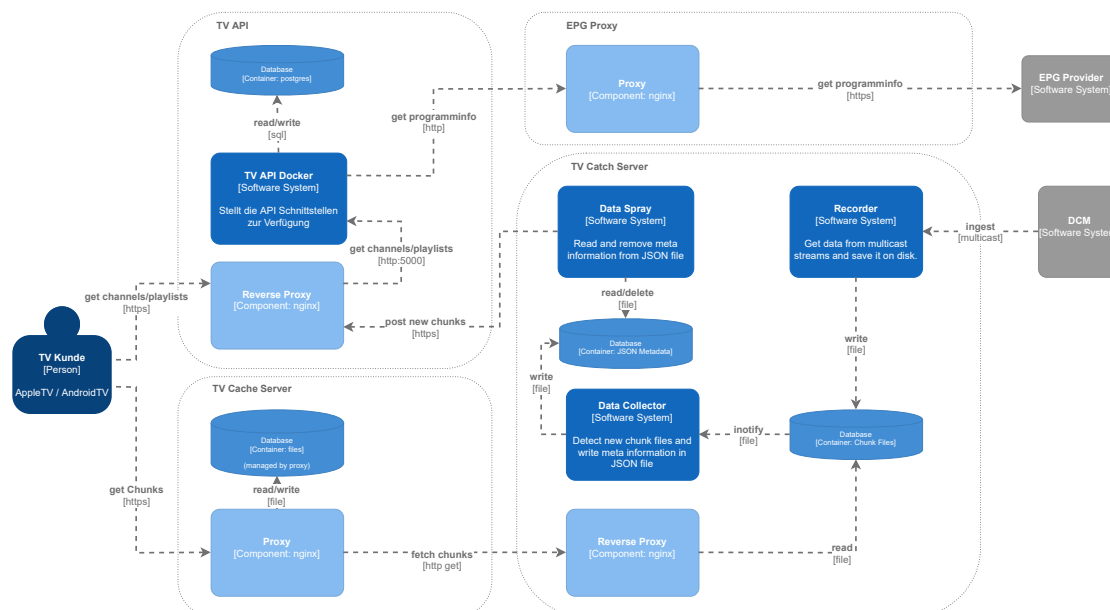 TV API
Database
[Container: postgres]
read/write
[sql]
TV API Docker
[Software System]
Stellt die API Schnittstellen
zur Verfügung
get channels/playlists
[http:5000]
Reverse Proxy
[Component: nginx]
get channels/playlists
[https]
TV Kunde
[Person]
AppleTV / AndroidTV
get Chunks
[https]
TV Cache Server
Database
[Container: files]
(managed by proxy)
read/write
[file]
Proxy
[Component: nginx]
fetch chunks
[http get]
get programminfo
[http]
post new chunks
[https]
EPG Proxy
Proxy
[Component: nginx]
get programminfo
[https]
EPG Provider
[Software System]
TV Catch Server
Data Spray
[Software System]
Read and remove meta
information from JSON file
read/delete
[file]
Database
[Container: JSON Metadata]
write
[file]
Data Collector
[Software System]
Detect new chunk files and
write meta information in
JSON file
inotify
[file]
Recorder
[Software System]
Get data from multicast
streams and save it on disk.
ingest
[multicast]
DCM
[Software System]
write
[file]
Database
[Container: Chunk Files]
Reverse Proxy
[Component: nginx]
read
[file]